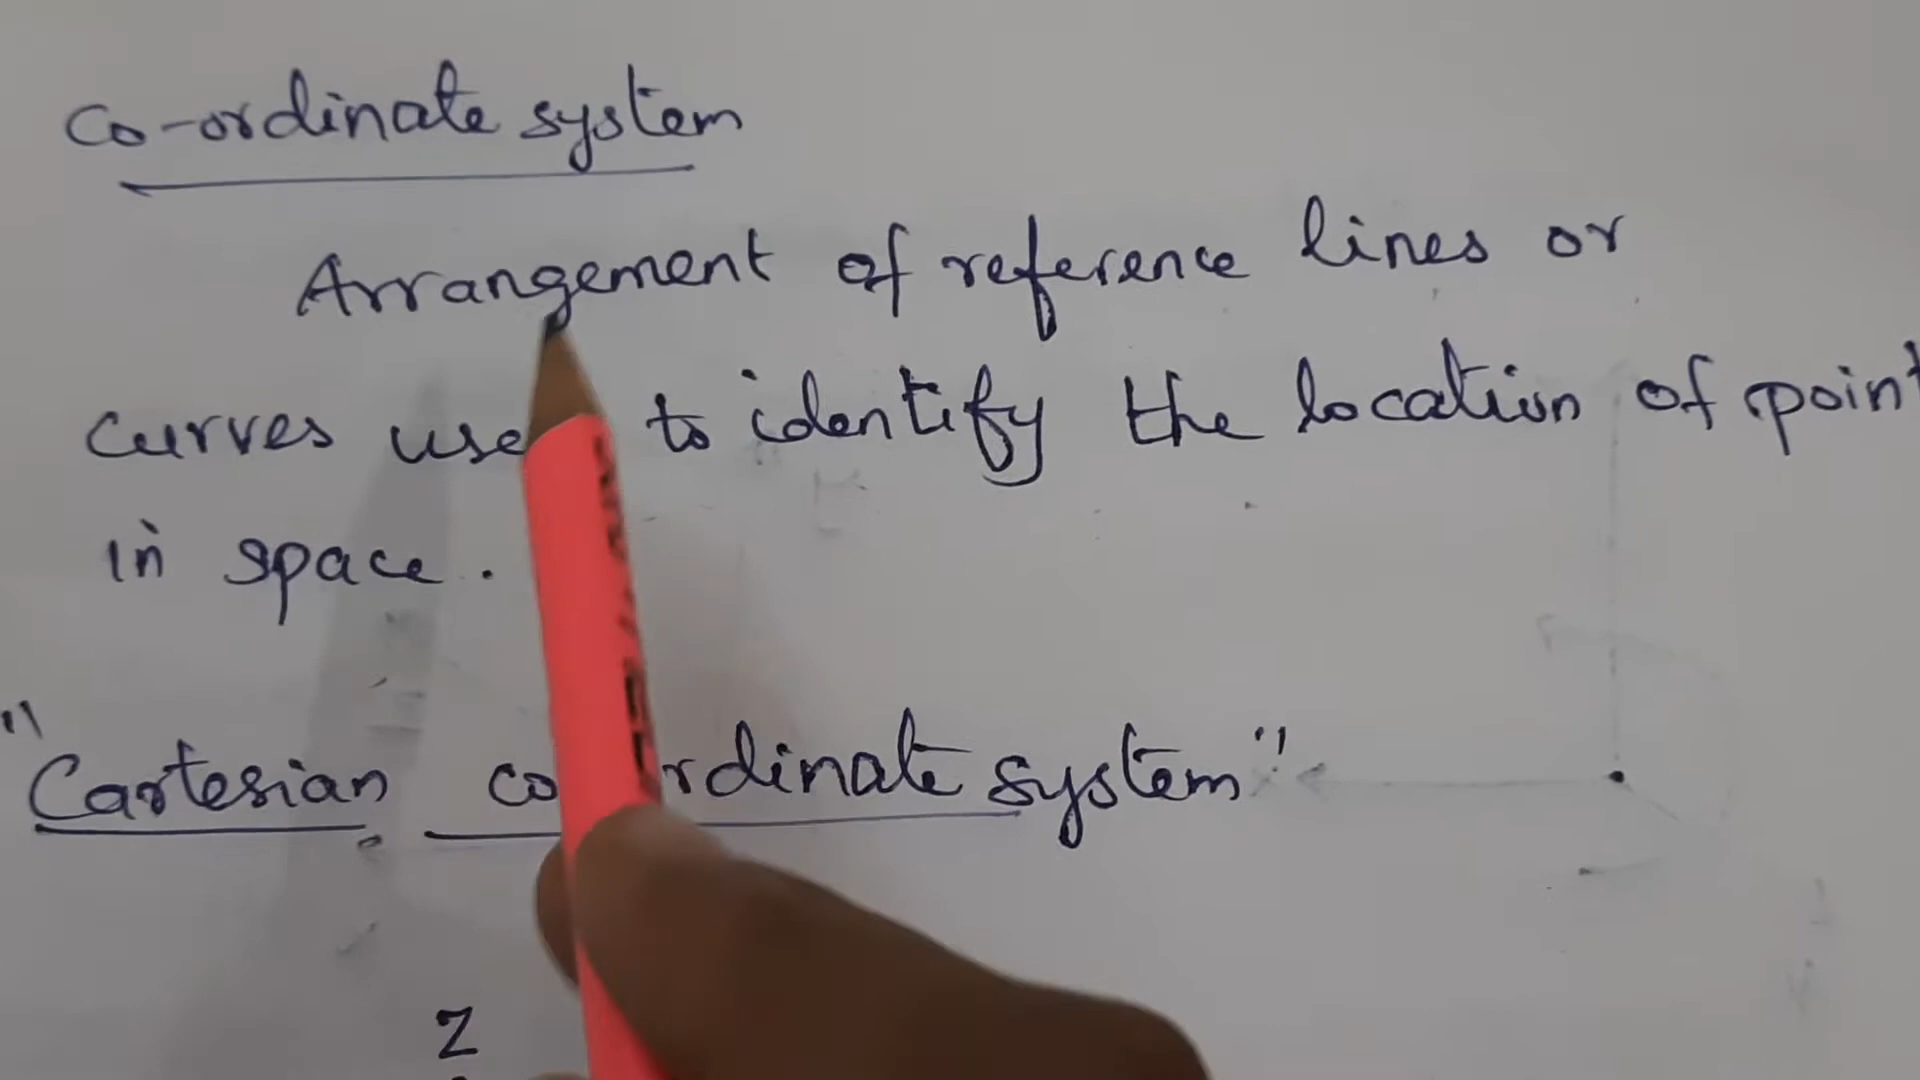 Co-ordinate system
Arrangement of reference lines or
curves use to identify the location of point
in space.
"Cartesian co rdinate system"
Z